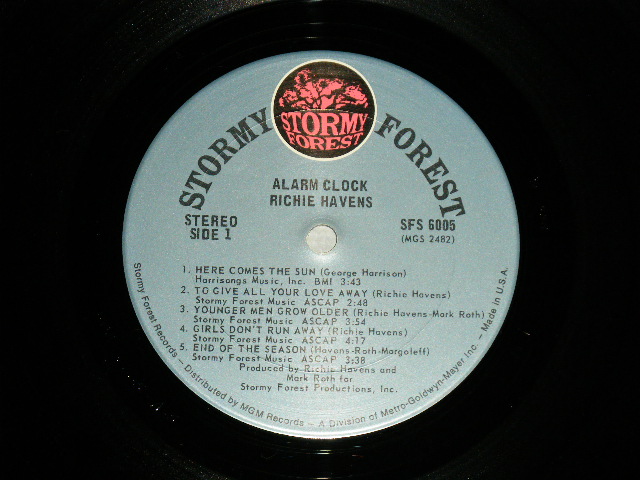 STORMY FOREST
STORMY
FOREST
ALARM CLOCK
RICHIE HAVENS
STEREO
SIDE 1
SFS 6005
(MGS 2482)
1. HERE COMES THE SUN (George Harrison)
Harrisongs Music, Inc. BMI 3:43
2. TO GIVE ALL YOUR LOVE AWAY (Richie Havens)
Stormy Forest Music ASCAP 2:48
3. YOUNGER MEN GROW OLDER (Richie Havens-Mark Roth)
Stormy Forest Music ASCAP 3:54
4. GIRLS DON'T RUN AWAY (Richie Havens)
Stormy Forest Music ASCAP 4:17
5. END OF THE SEASON (Havens-Roth-Margoleff)
Stormy Forest Music ASCAP 3:38
Produced by Richie Havens and
Mark Roth for
Stormy Forest Productions, Inc.
Stormy Forest Records – Distributed by MGM Records – A Division of Metro-Goldwyn-Mayer Inc. – Made in U.S.A.